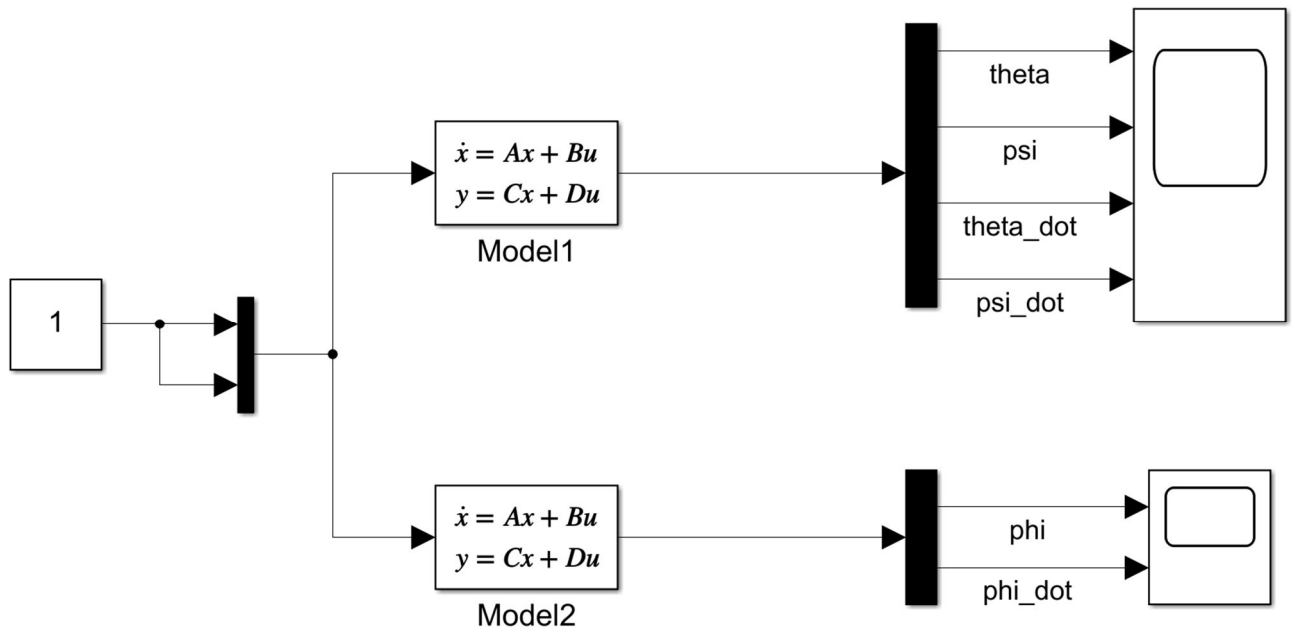 theta
psi
theta_dot
psi_dot
ẋ = Ax + Bu
y = Cx + Du
Model1
1
ẋ = Ax + Bu
y = Cx + Du
Model2
phi
phi_dot